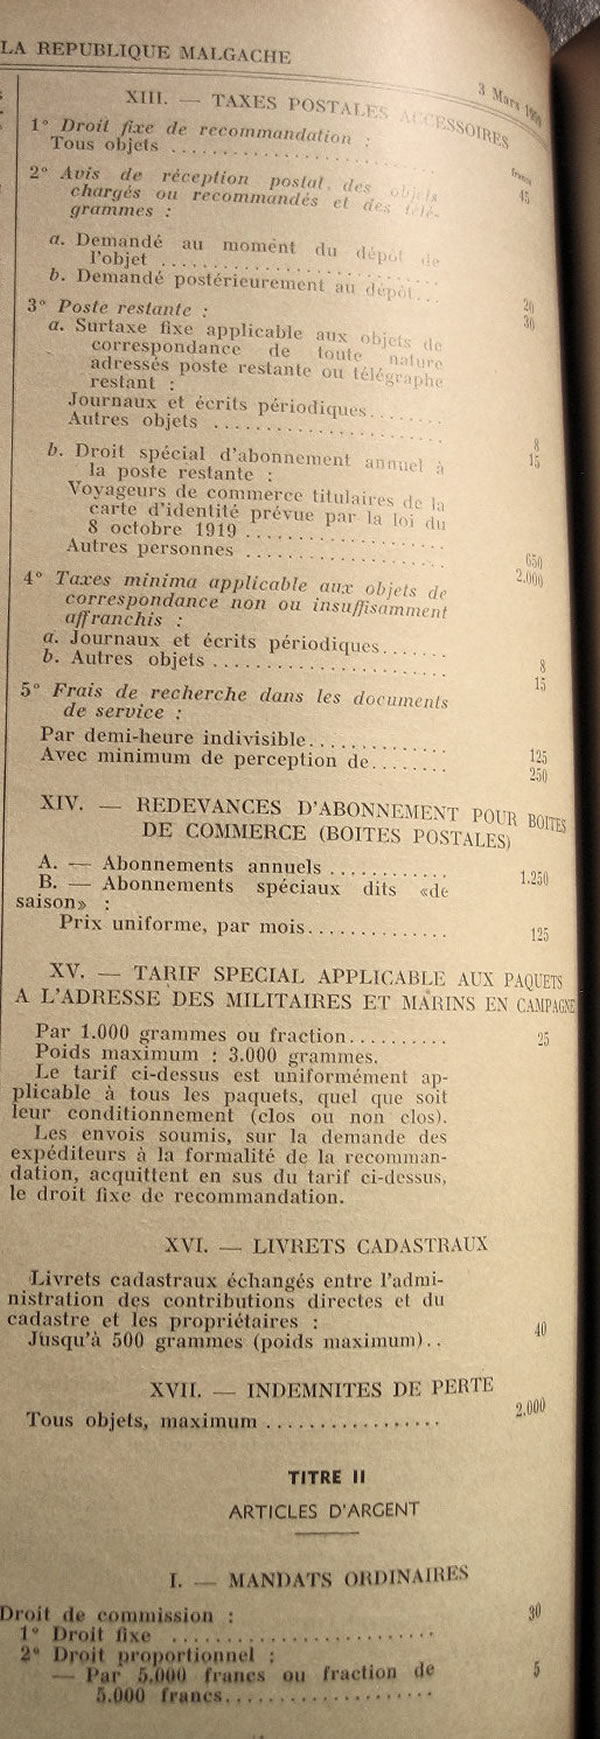 LA REPUBLIQUE MALGACHE
3 Mars
XIII. — TAXES POSTALES ACCESSOIRES
francs
1° Droit fixe de recommandation :
Tous objets .................. 45
2° Avis de réception postal des objets
chargés ou recommandés et des télé-
grammes :
a. Demandé au moment du dépôt de
l'objet .................. 20
b. Demandé postérieurement au dépôt... 30
3° Poste restante :
a. Surtaxe fixe applicable aux objets de
correspondance de toute nature
adressés poste restante ou télégraphe
restant :
Journaux et écrits périodiques........ 8
Autres objets .................. 15
b. Droit spécial d'abonnement annuel à
la poste restante :
Voyageurs de commerce titulaires de la
carte d'identité prévue par la loi du
8 octobre 1919 .................. 650
Autres personnes .................. 2.000
4° Taxes minima applicable aux objets de
correspondance non ou insuffisamment
affranchis :
a. Journaux et écrits périodiques....... 8
b. Autres objets .................. 15
5° Frais de recherche dans les documents
de service :
Par demi-heure indivisible............ 125
Avec minimum de perception de........ 250
XIV. — REDEVANCES D'ABONNEMENT POUR BOITES
DE COMMERCE (BOITES POSTALES)
A. — Abonnements annuels ............ 1.250
B. — Abonnements spéciaux dits «de
saison» :
Prix uniforme, par mois.............. 125
XV. — TARIF SPECIAL APPLICABLE AUX PAQUETS
A L'ADRESSE DES MILITAIRES ET MARINS EN CAMPAGNE
Par 1.000 grammes ou fraction.......... 25
Poids maximum : 3.000 grammes.
Le tarif ci-dessus est uniformément ap-
plicable à tous les paquets, quel que soit
leur conditionnement (clos ou non clos).
Les envois soumis, sur la demande des
expéditeurs à la formalité de la recomman-
dation, acquittent en sus du tarif ci-dessus,
le droit fixe de recommandation.
XVI. — LIVRETS CADASTRAUX
Livrets cadastraux échangés entre l'admi-
nistration des contributions directes et du
cadastre et les propriétaires :
Jusqu'à 500 grammes (poids maximum).. 40
XVII. — INDEMNITES DE PERTE
Tous objets, maximum .................. 2.000
TITRE II
ARTICLES D'ARGENT
I. — MANDATS ORDINAIRES
Droit de commission :
1° Droit fixe .................. 30
2° Droit proportionnel :
— Par 5.000 francs ou fraction de
5.000 francs.................. 5